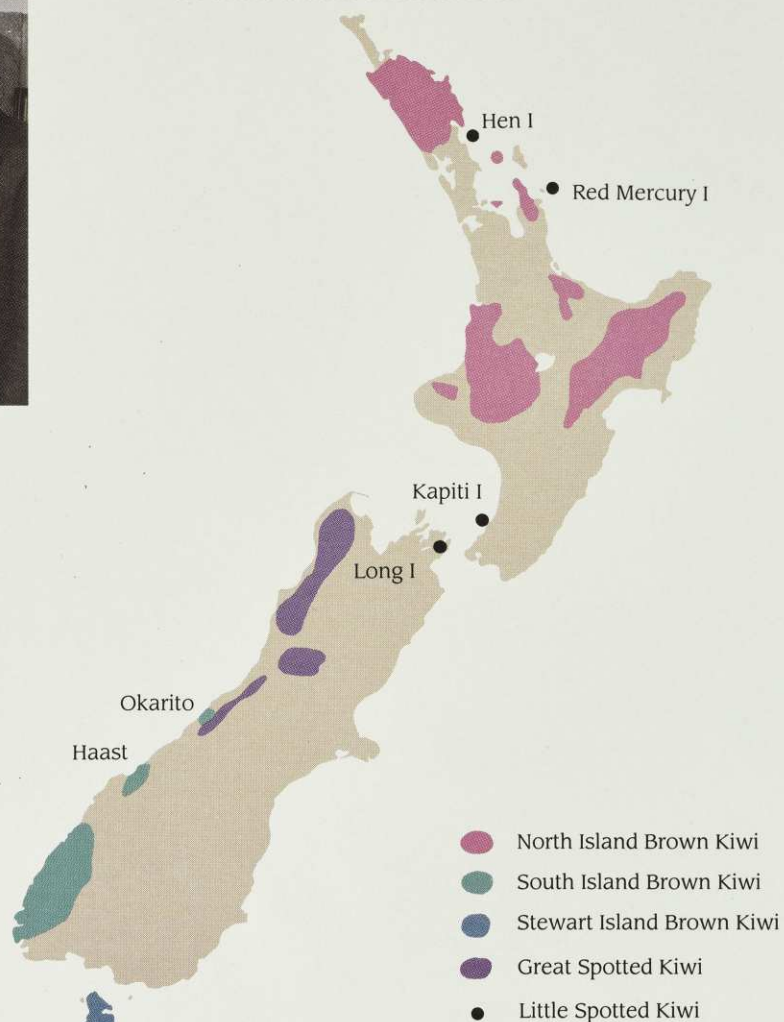 Hen I
Red Mercury I
Kapiti I
Long I
Okarito
Haast
North Island Brown Kiwi
South Island Brown Kiwi
Stewart Island Brown Kiwi
Great Spotted Kiwi
Little Spotted Kiwi